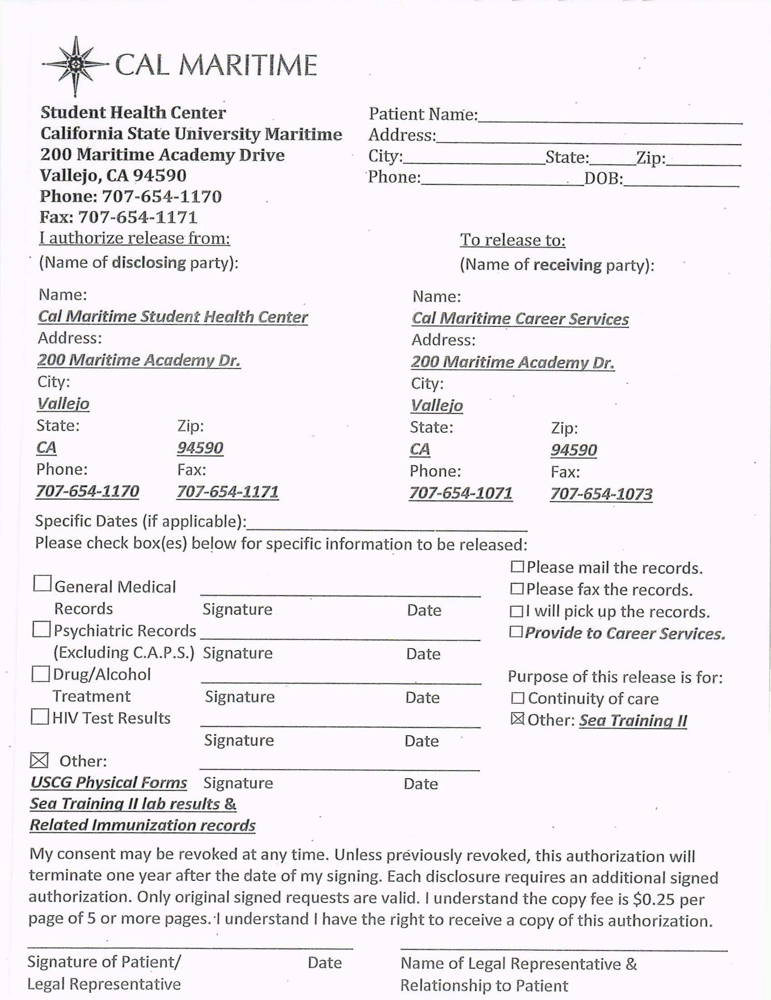 CAL MARITIME
Student Health Center
California State University Maritime
200 Maritime Academy Drive
Vallejo, CA 94590
Phone: 707-654-1170
Fax: 707-654-1171
Patient Name:
Address:
City: State: Zip:
Phone: DOB:
I authorize release from:
(Name of disclosing party):
Name:
Cal Maritime Student Health Center
Address:
200 Maritime Academy Dr.
City:
Vallejo
State: Zip:
CA 94590
Phone: Fax:
707-654-1170 707-654-1171
To release to:
(Name of receiving party):
Name:
Cal Maritime Career Services
Address:
200 Maritime Academy Dr.
City:
Vallejo
State: Zip:
CA 94590
Phone: Fax:
707-654-1071 707-654-1073
Specific Dates (if applicable):
Please check box(es) below for specific information to be released:
☐ General Medical
Records Signature Date
☐ Psychiatric Records
(Excluding C.A.P.S.) Signature Date
☐ Drug/Alcohol
Treatment Signature Date
☐ HIV Test Results
Signature Date
☒ Other:
USCG Physical Forms Signature Date
Sea Training II lab results &
Related Immunization records
☐ Please mail the records.
☐ Please fax the records.
☐ I will pick up the records.
☐ Provide to Career Services.
Purpose of this release is for:
☐ Continuity of care
☒ Other: Sea Training II
My consent may be revoked at any time. Unless previously revoked, this authorization will
terminate one year after the date of my signing. Each disclosure requires an additional signed
authorization. Only original signed requests are valid. I understand the copy fee is $0.25 per
page of 5 or more pages. I understand I have the right to receive a copy of this authorization.
Signature of Patient/ Date
Legal Representative
Name of Legal Representative &
Relationship to Patient